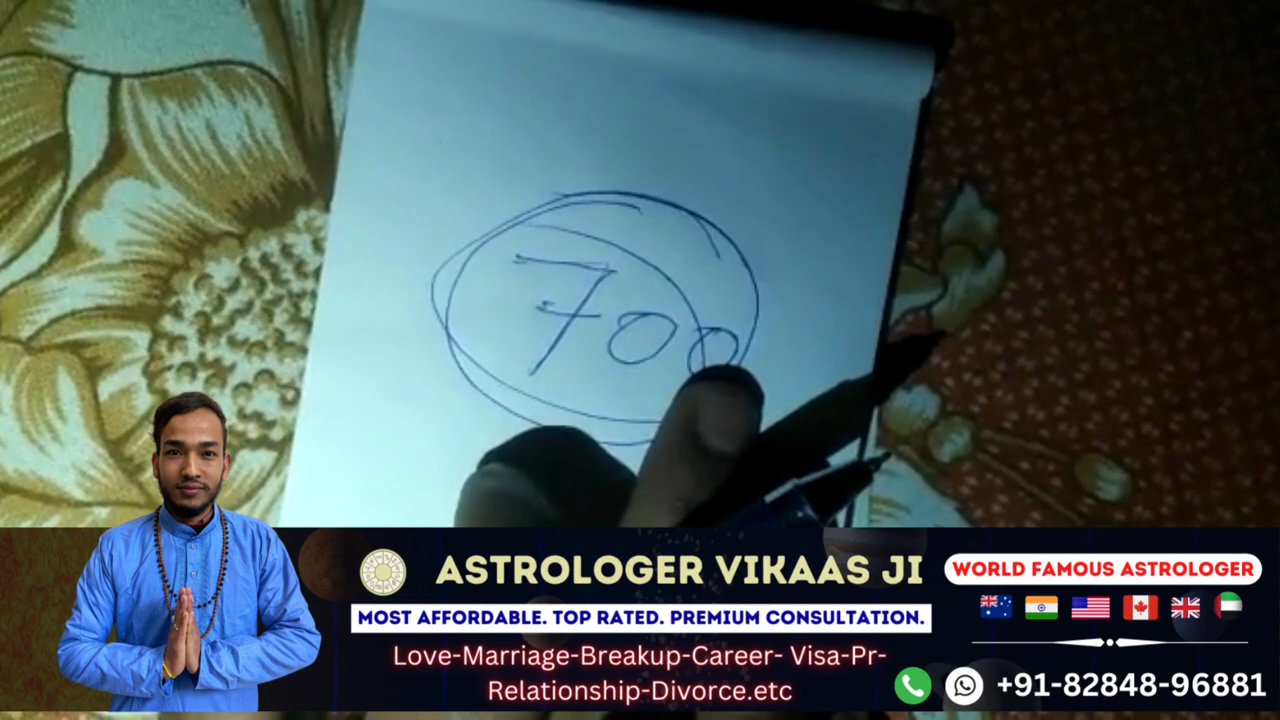 700
ASTROLOGER VIKAAS JI
WORLD FAMOUS ASTROLOGER
MOST AFFORDABLE. TOP RATED. PREMIUM CONSULTATION.
Love-Marriage-Breakup-Career- Visa-Pr-
Relationship-Divorce.etc
+91-82848-96881